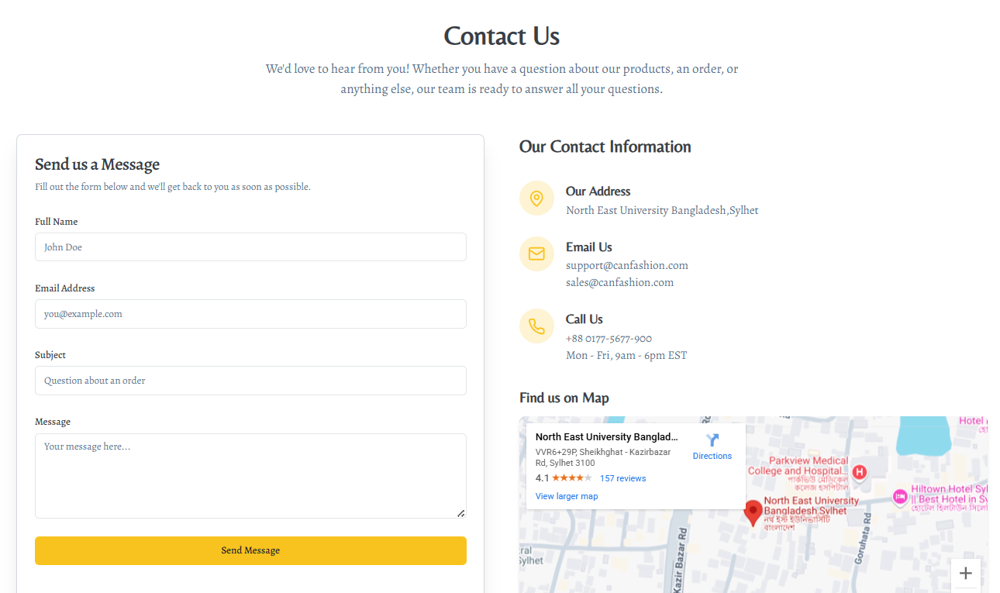 Contact Us
We'd love to hear from you! Whether you have a question about our products, an order, or
anything else, our team is ready to answer all your questions.
Send us a Message
Fill out the form below and we'll get back to you as soon as possible.
Full Name
John Doe
Email Address
you@example.com
Subject
Question about an order
Message
Your message here...
Send Message
Our Contact Information
Our Address
North East University Bangladesh,Sylhet
Email Us
support@canfashion.com
sales@canfashion.com
Call Us
+88 0177-5677-900
Mon - Fri, 9am - 6pm EST
Find us on Map
North East University Banglad...
VVR6+29P, Sheikhghat - Kazirbazar
Rd, Sylhet 3100
4.1
157 reviews
Directions
View larger map
Hotel
Parkview Medical
College and Hospital...
পার্কভিউ মেডিকেল
কলেজ হসপিটাল
Hiltown Hotel Syl
|| Best Hotel in Sy
হোটেল হিলটাউন সিলে
North East University
Bangladesh,Sylhet
নর্থ ইস্ট ইউনিভার্সিটি
বাংলাদেশ
Goruhata Rd
Kazir Bazar Rd
ral
Sylhet